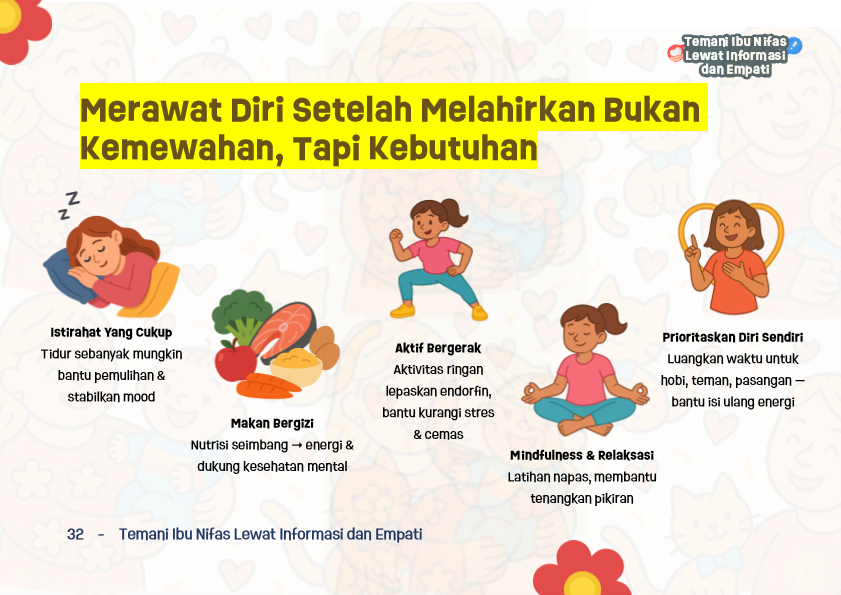 Temani Ibu Nifas
Lewat Informasi
dan Empati
Merawat Diri Setelah Melahirkan Bukan
Kemewahan, Tapi Kebutuhan
z
z
Istirahat Yang Cukup
Tidur sebanyak mungkin
bantu pemulihan &
stabilkan mood
Makan Bergizi
Nutrisi seimbang → energi &
dukung kesehatan mental
Aktif Bergerak
Aktivitas ringan
lepaskan endorfin,
bantu kurangi stres
& cemas
Mindfulness & Relaksasi
Latihan napas, membantu
tenangkan pikiran
Prioritaskan Diri Sendiri
Luangkan waktu untuk
hobi, teman, pasangan —
bantu isi ulang energi
32 - Temani Ibu Nifas Lewat Informasi dan Empati